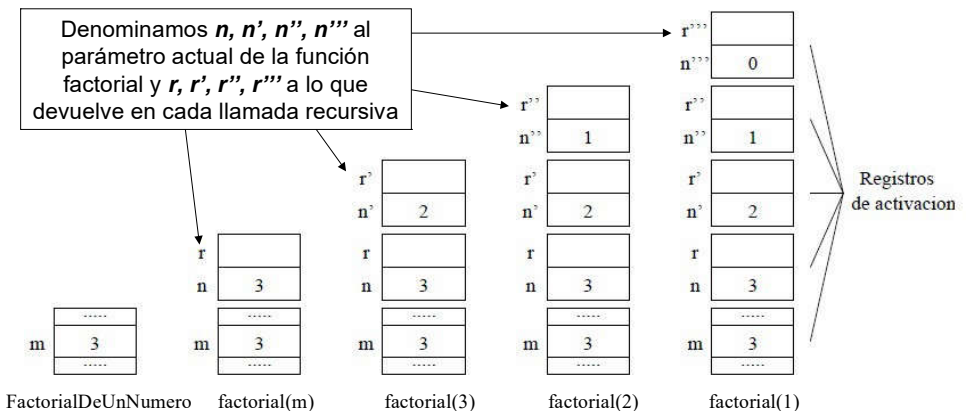 Denominamos n, n', n'', n''' al
parámetro actual de la función
factorial y r, r', r'', r''' a lo que
devuelve en cada llamada recursiva
r'''
n''' 0
r''
n'' 1
r''
n'' 1
r'
n' 2
r'
n' 2
r'
n' 2
r
n 3
r
n 3
r
n 3
r
n 3
-----
m 3
-----
-----
m 3
-----
-----
m 3
-----
-----
m 3
-----
-----
m 3
-----
Registros
de activacion
FactorialDeUnNumero factorial(m) factorial(3) factorial(2) factorial(1)